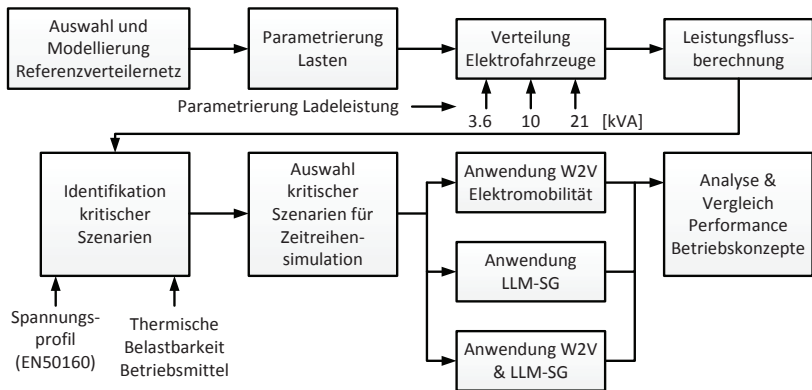 Auswahl und
Modellierung
Referenzverteilernetz
Parametrierung
Lasten
Verteilung
Elektrofahrzeuge
Leistungsfluss-
berechnung
Parametrierung Ladeleistung
3.6 10 21 [kVA]
Identifikation
kritischer
Szenarien
Auswahl
kritischer
Szenarien für
Zeitreihen-
simulation
Anwendung W2V
Elektromobilität
Anwendung
LLM-SG
Anwendung W2V
& LLM-SG
Analyse &
Vergleich
Performance
Betriebskonzepte
Spannungs-
profil
(EN50160)
Thermische
Belastbarkeit
Betriebsmittel